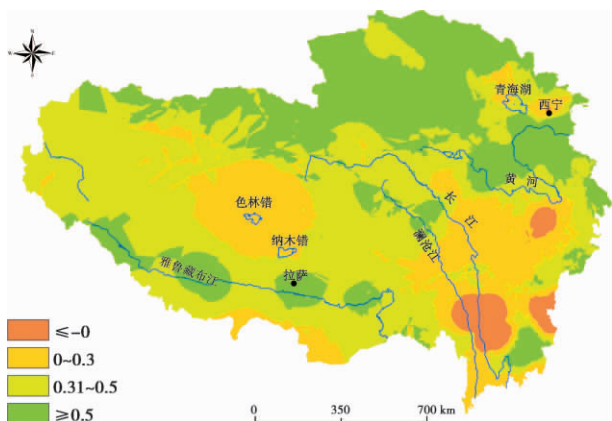 N
W
E
S
青海湖
西宁
黄河
长江
澜沧江
色林错
纳木错
拉萨
雅鲁藏布江
≤-0
0~0.3
0.31~0.5
≥0.5
0 350 700 km